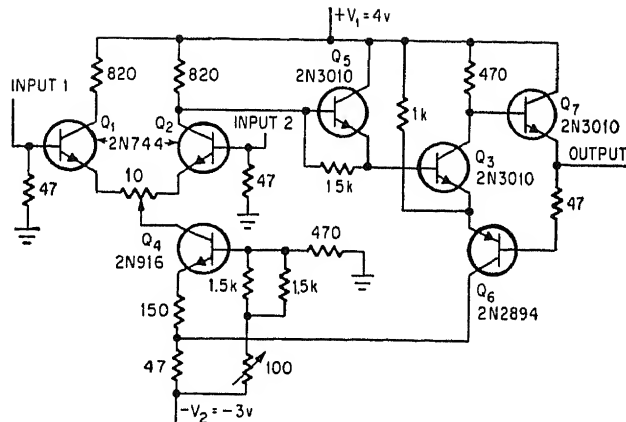 +V1 = 4v
820
820
Q5
2N3010
470
Q7
INPUT 1
Q1
Q2
INPUT 2
1k
2N744
2N3010
Q3
OUTPUT
47
10
47
15k
2N3010
47
Q4
2N916
470
1.5k
1.5k
Q6
2N2894
150
47
100
-V2 = -3v